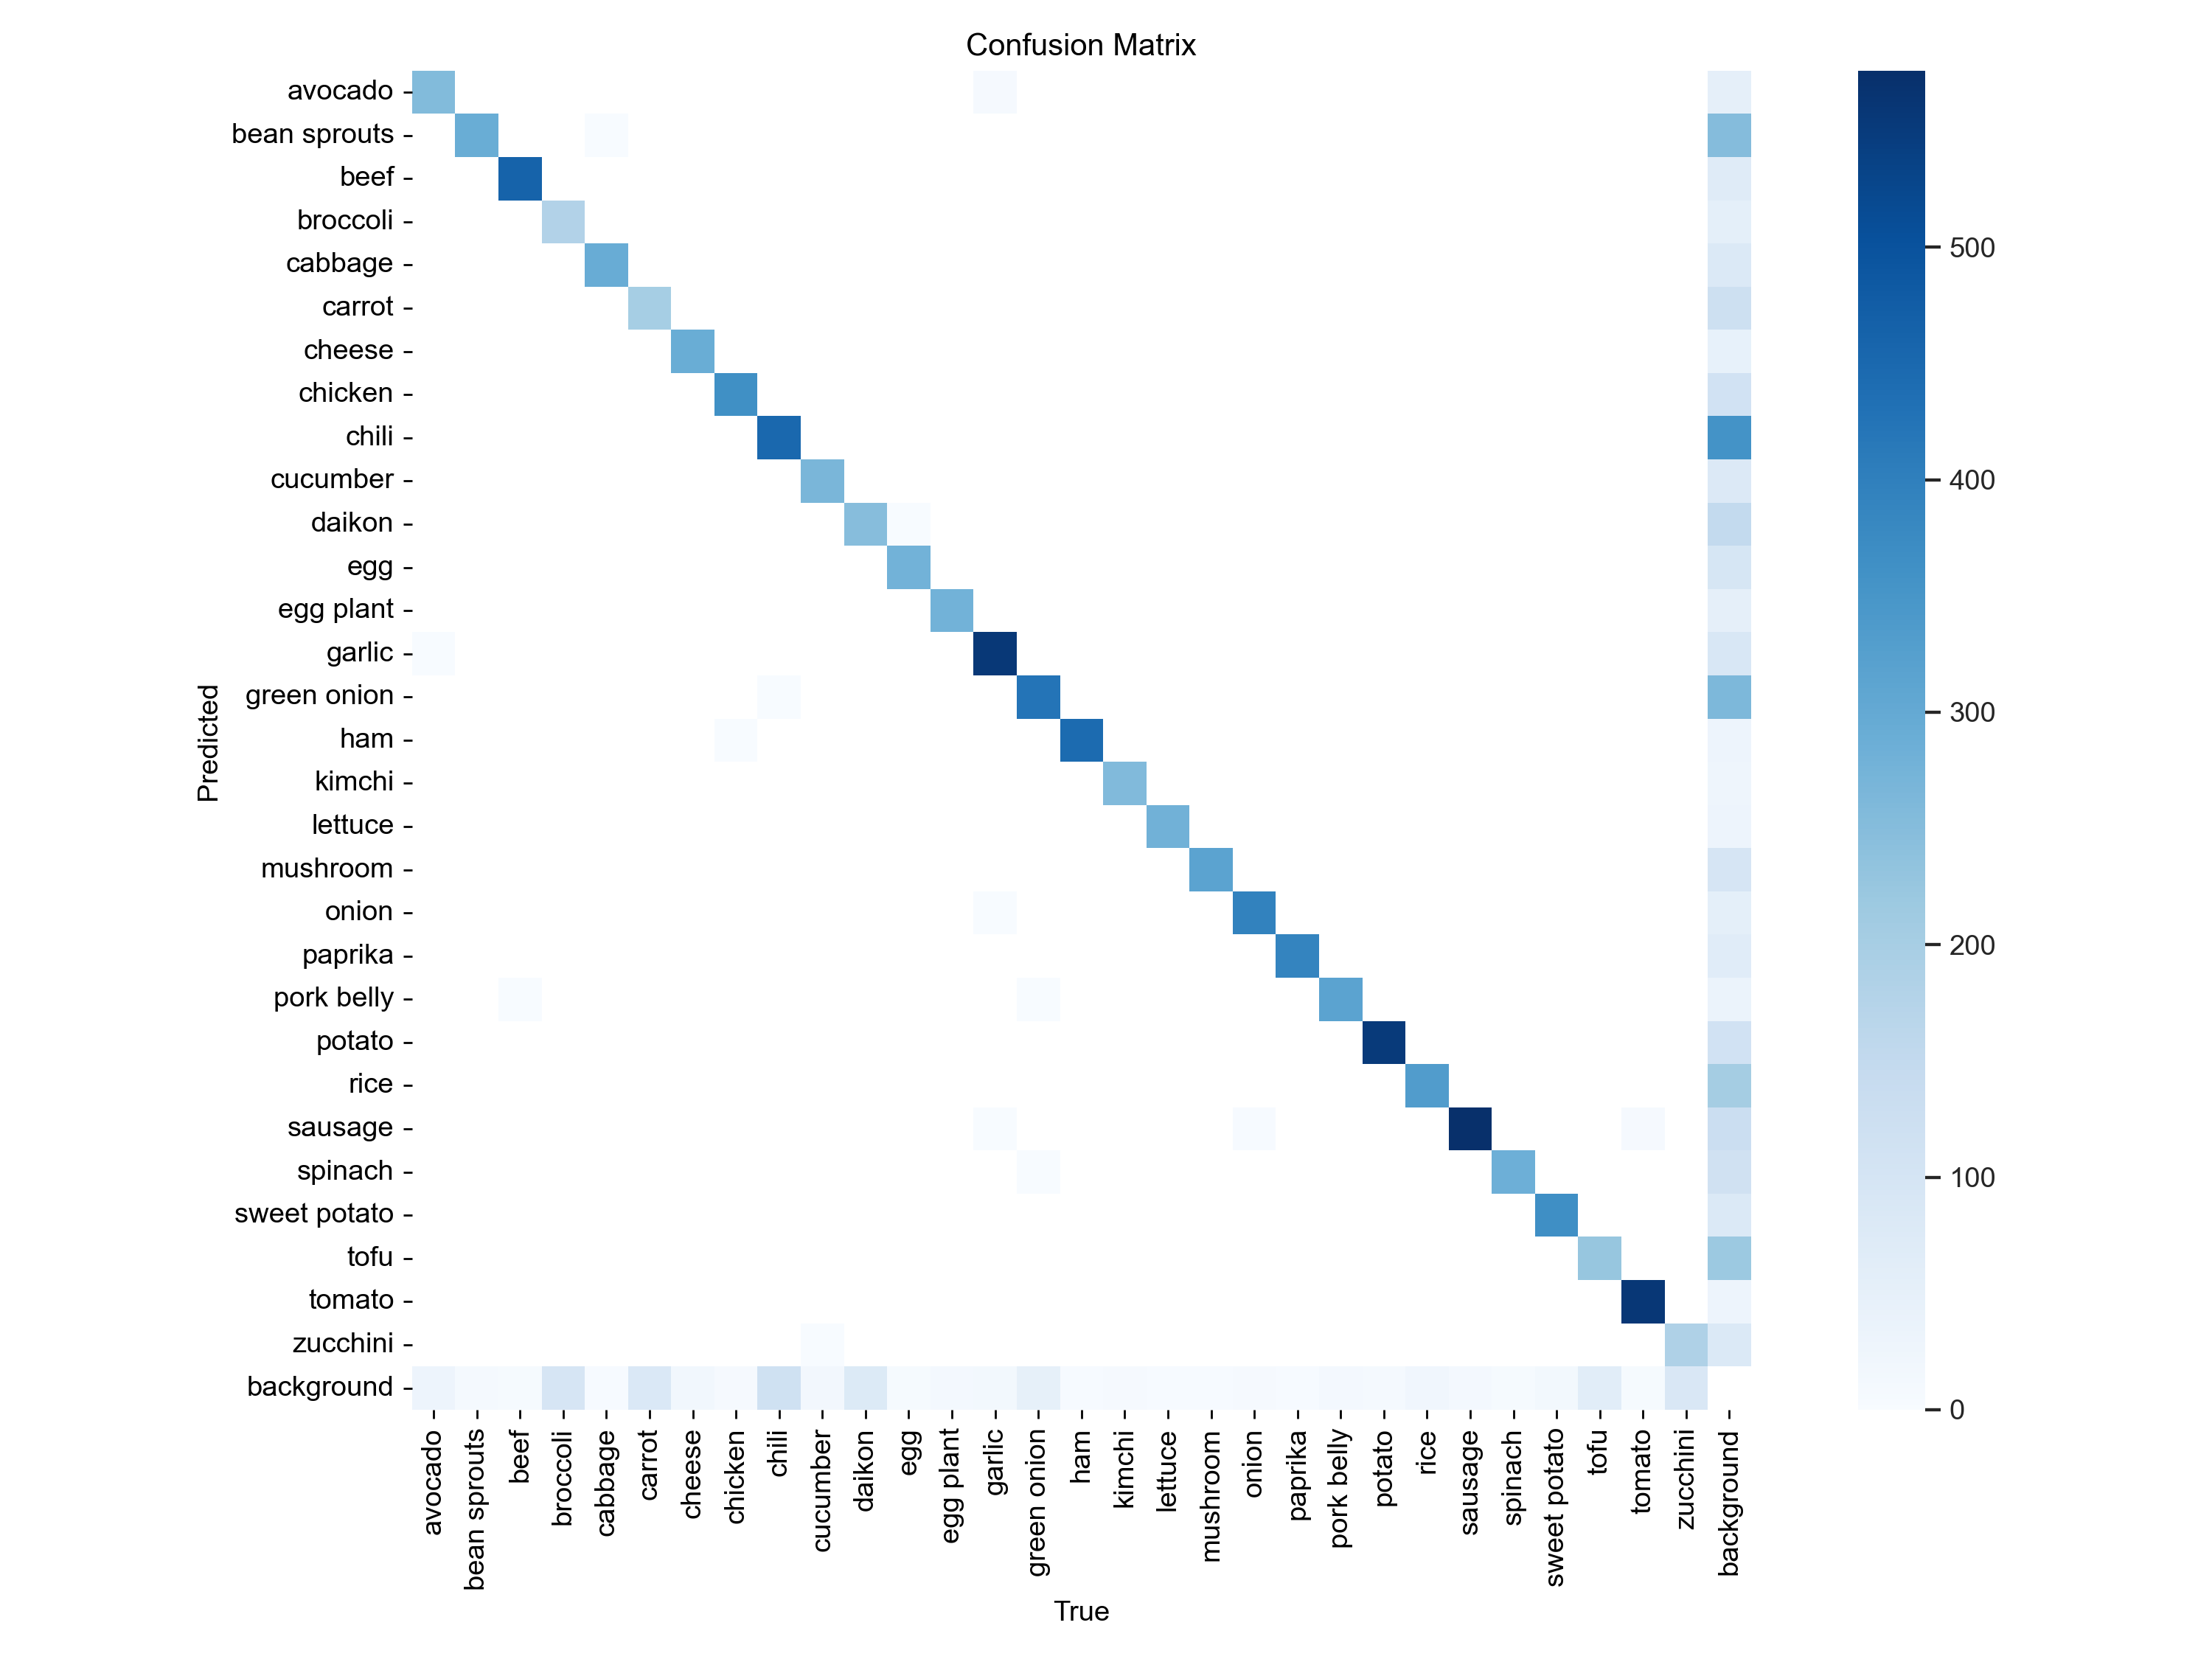 Confusion Matrix
avocado
bean sprouts
beef
broccoli
cabbage
carrot
cheese
chicken
chili
cucumber
daikon
egg
egg plant
garlic
green onion
ham
kimchi
lettuce
mushroom
onion
paprika
pork belly
potato
rice
sausage
spinach
sweet potato
tofu
tomato
zucchini
background
Predicted
avocado
bean sprouts
beef
broccoli
cabbage
carrot
cheese
chicken
chili
cucumber
daikon
egg
egg plant
garlic
green onion
ham
kimchi
lettuce
mushroom
onion
paprika
pork belly
potato
rice
sausage
spinach
sweet potato
tofu
tomato
zucchini
background
True
500
400
300
200
100
0